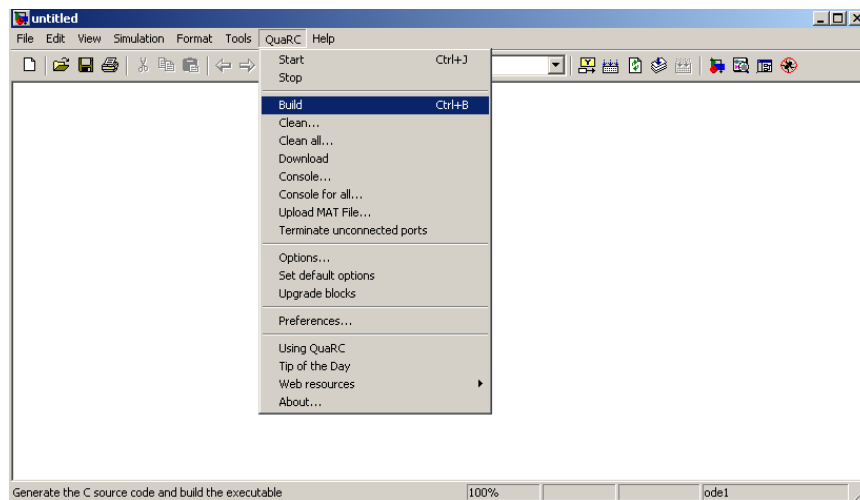 untitled
File Edit View Simulation Format Tools QuaRC Help
Start Ctrl+J
Stop
Build Ctrl+B
Clean...
Clean all...
Download
Console...
Console for all...
Upload MAT File...
Terminate unconnected ports
Options...
Set default options
Upgrade blocks
Preferences...
Using QuaRC
Tip of the Day
Web resources
About...
Generate the C source code and build the executable 100% ode1